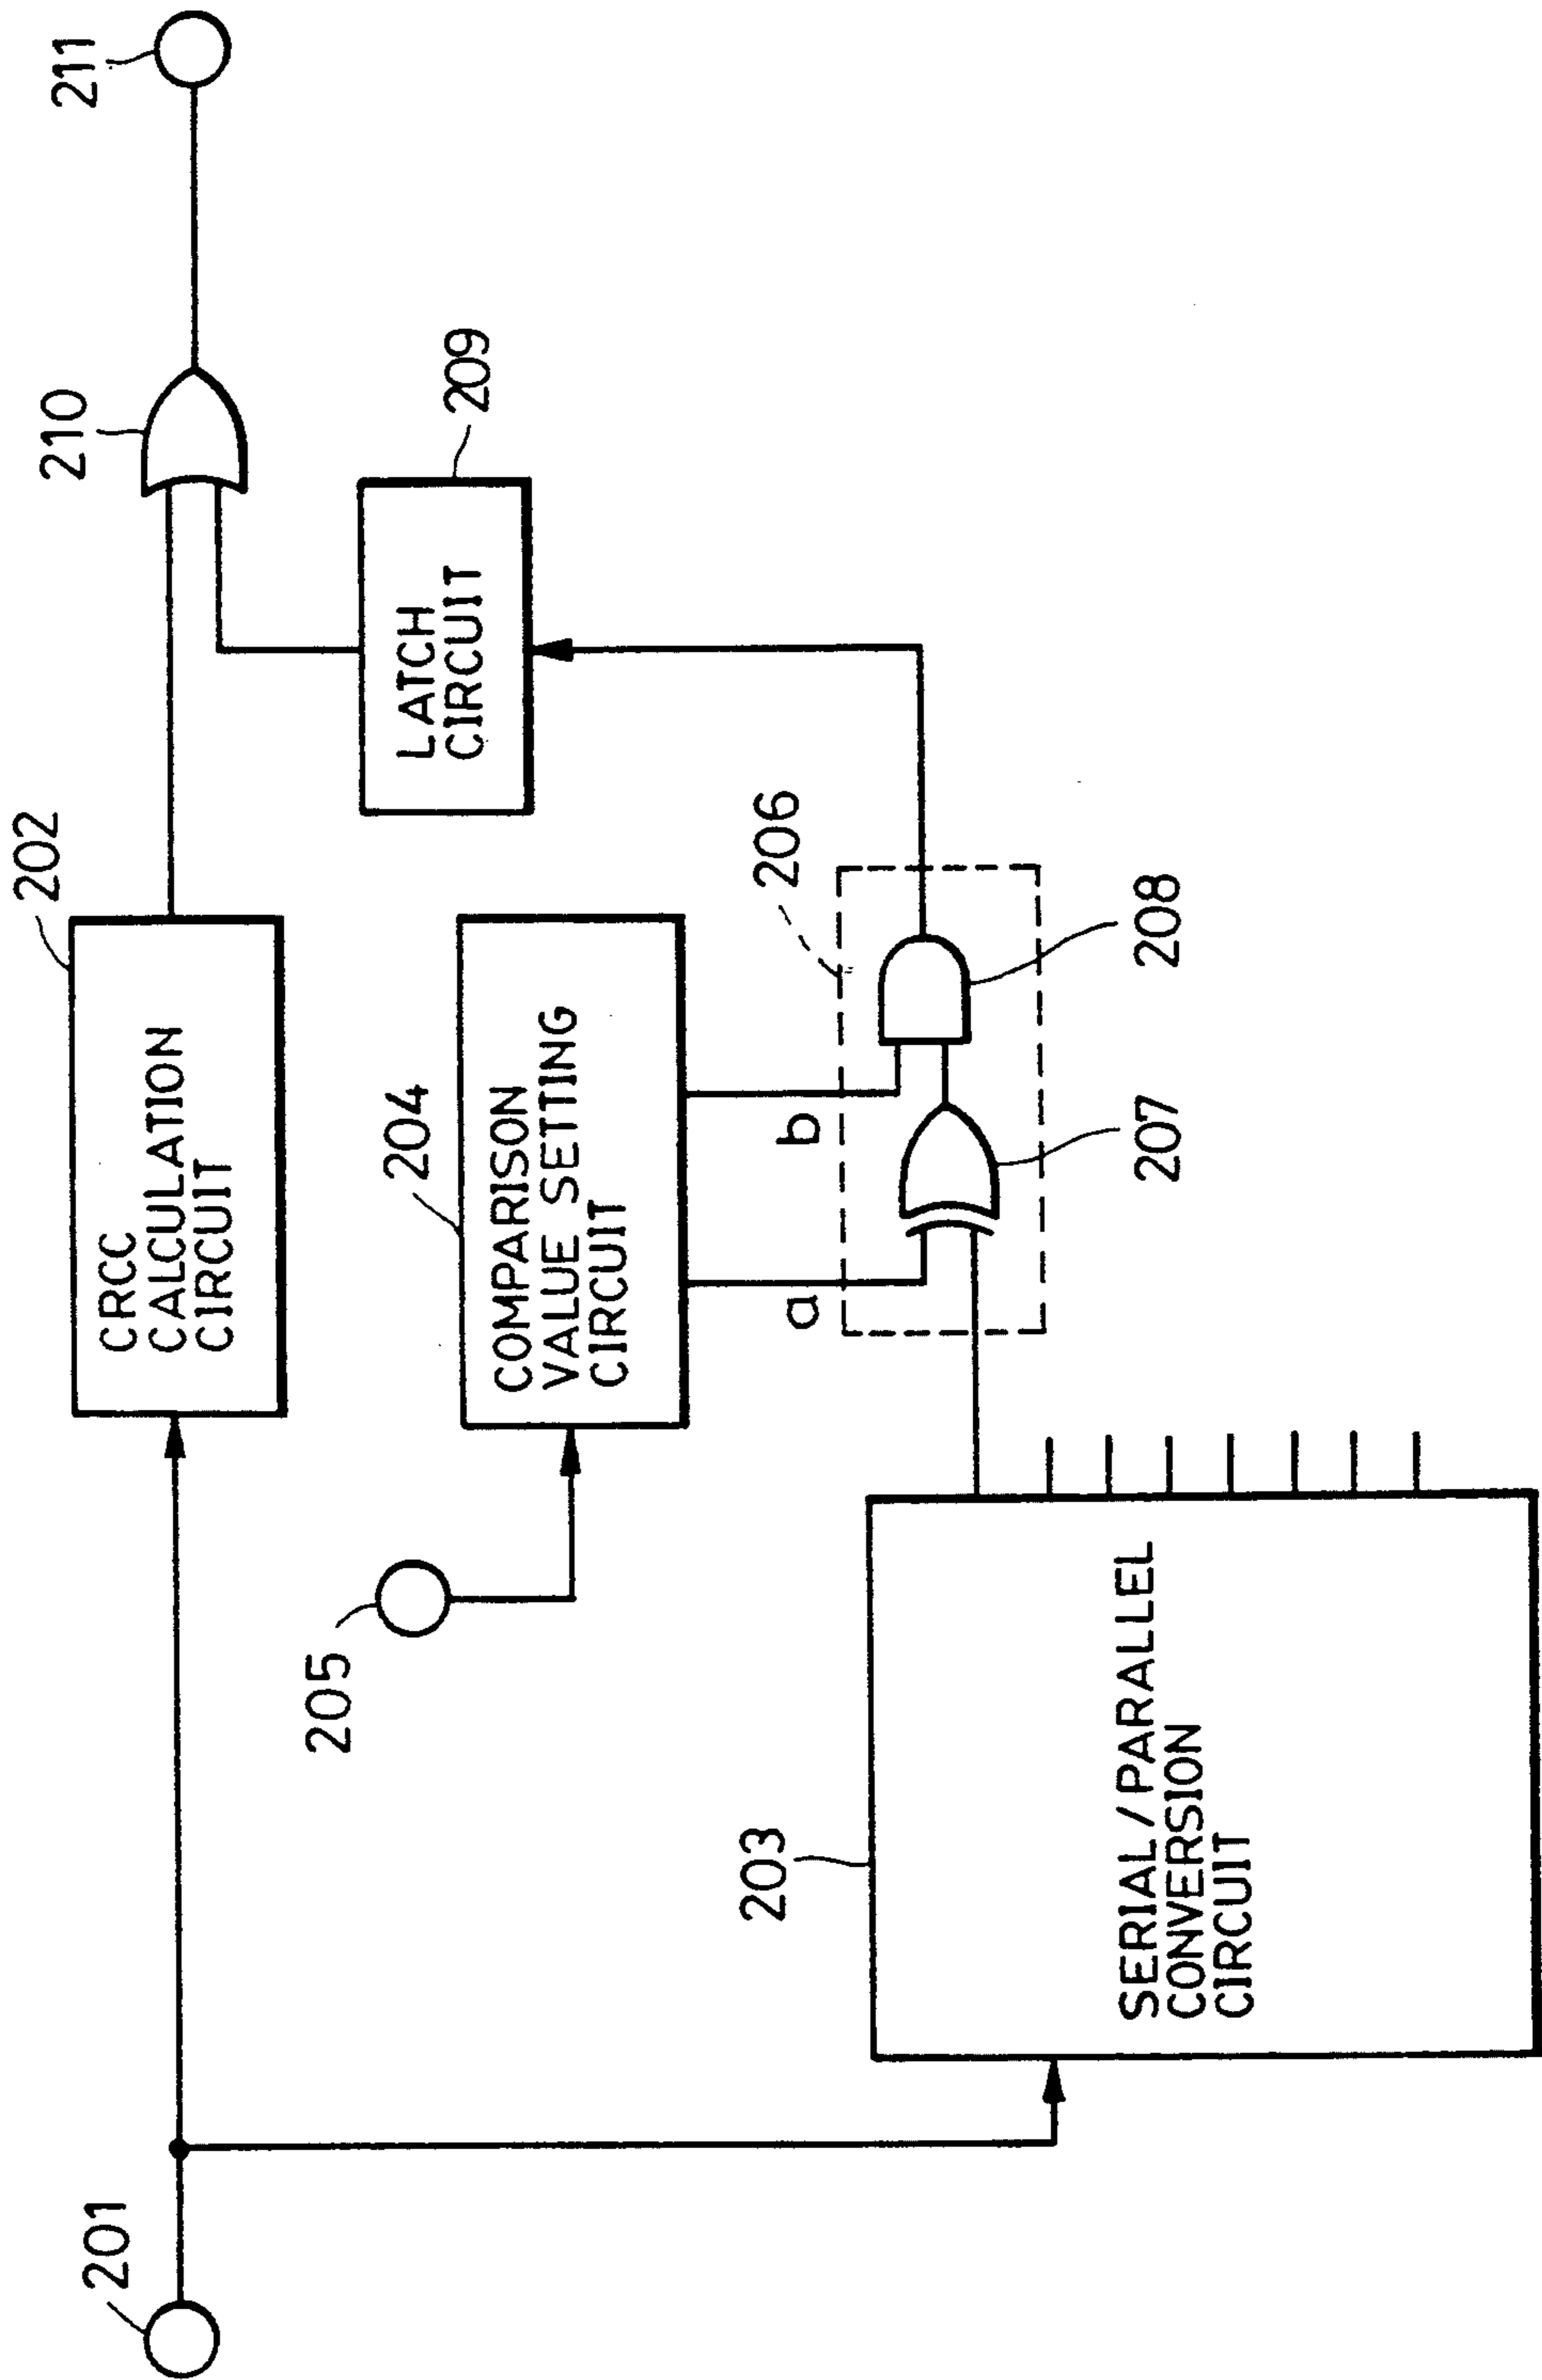 201
202
CRCC
CALCULATION
CIRCUIT
210
211
205
204
COMPARISON
VALUE SETTING
CIRCUIT
LATCH
CIRCUIT
209
203
SERIAL/PARALLEL
CONVERSION
CIRCUIT
a
b
206
207
208